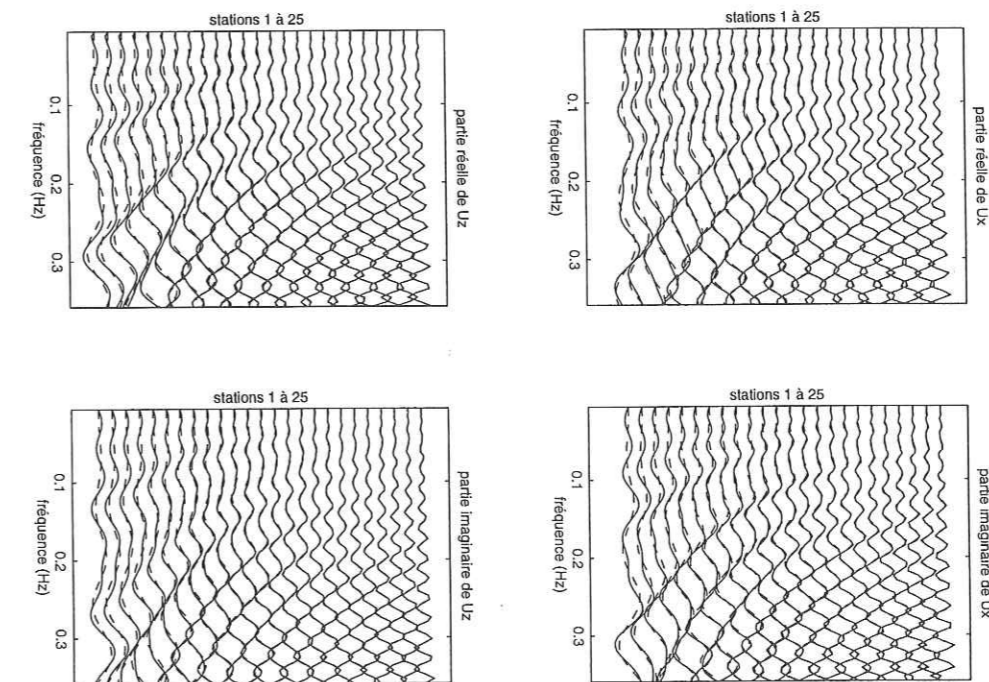 stations 1 à 25
partie réelle de Uz
0.1
0.2
0.3
fréquence (Hz)
stations 1 à 25
partie réelle de Ux
0.1
0.2
0.3
fréquence (Hz)
stations 1 à 25
partie imaginaire de Uz
0.1
0.2
0.3
fréquence (Hz)
stations 1 à 25
partie imaginaire de Ux
0.1
0.2
0.3
fréquence (Hz)